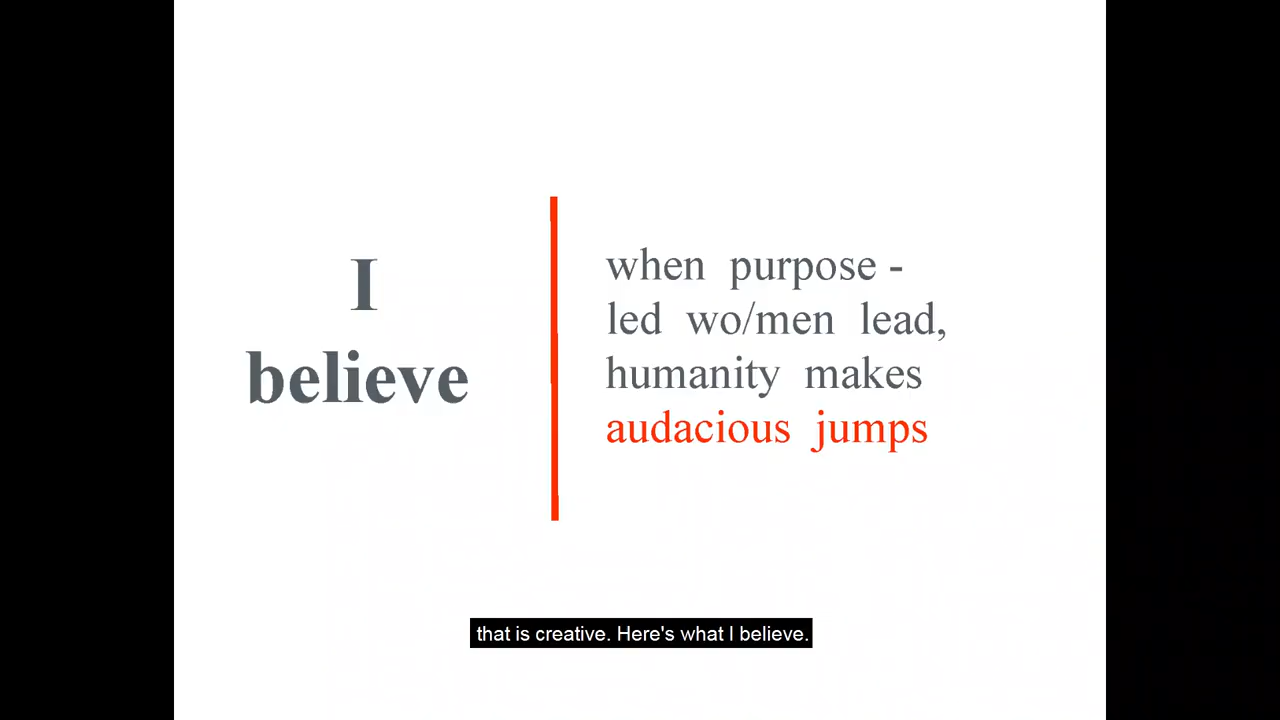 I
believe
when purpose -
led wo/men lead,
humanity makes
audacious jumps
that is creative. Here's what I believe.